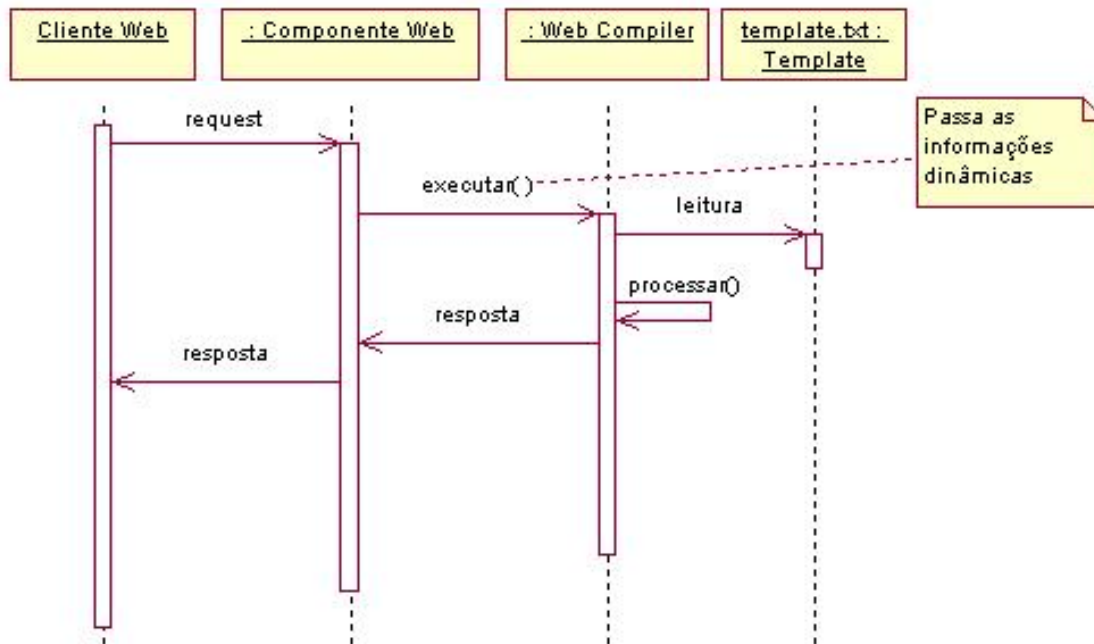 Cliente Web
: Componente Web
: Web Compiler
template.txt :
Template
Passa as
informações
dinâmicas
request
executar( )
leitura
processar()
resposta
resposta